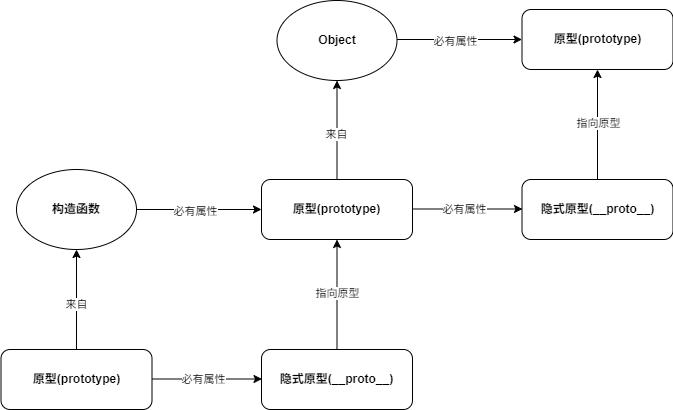 Object
必有属性
原型(prototype)
来自
指向原型
构造函数
必有属性
原型(prototype)
必有属性
隐式原型(__proto__)
来自
指向原型
原型(prototype)
必有属性
隐式原型(__proto__)